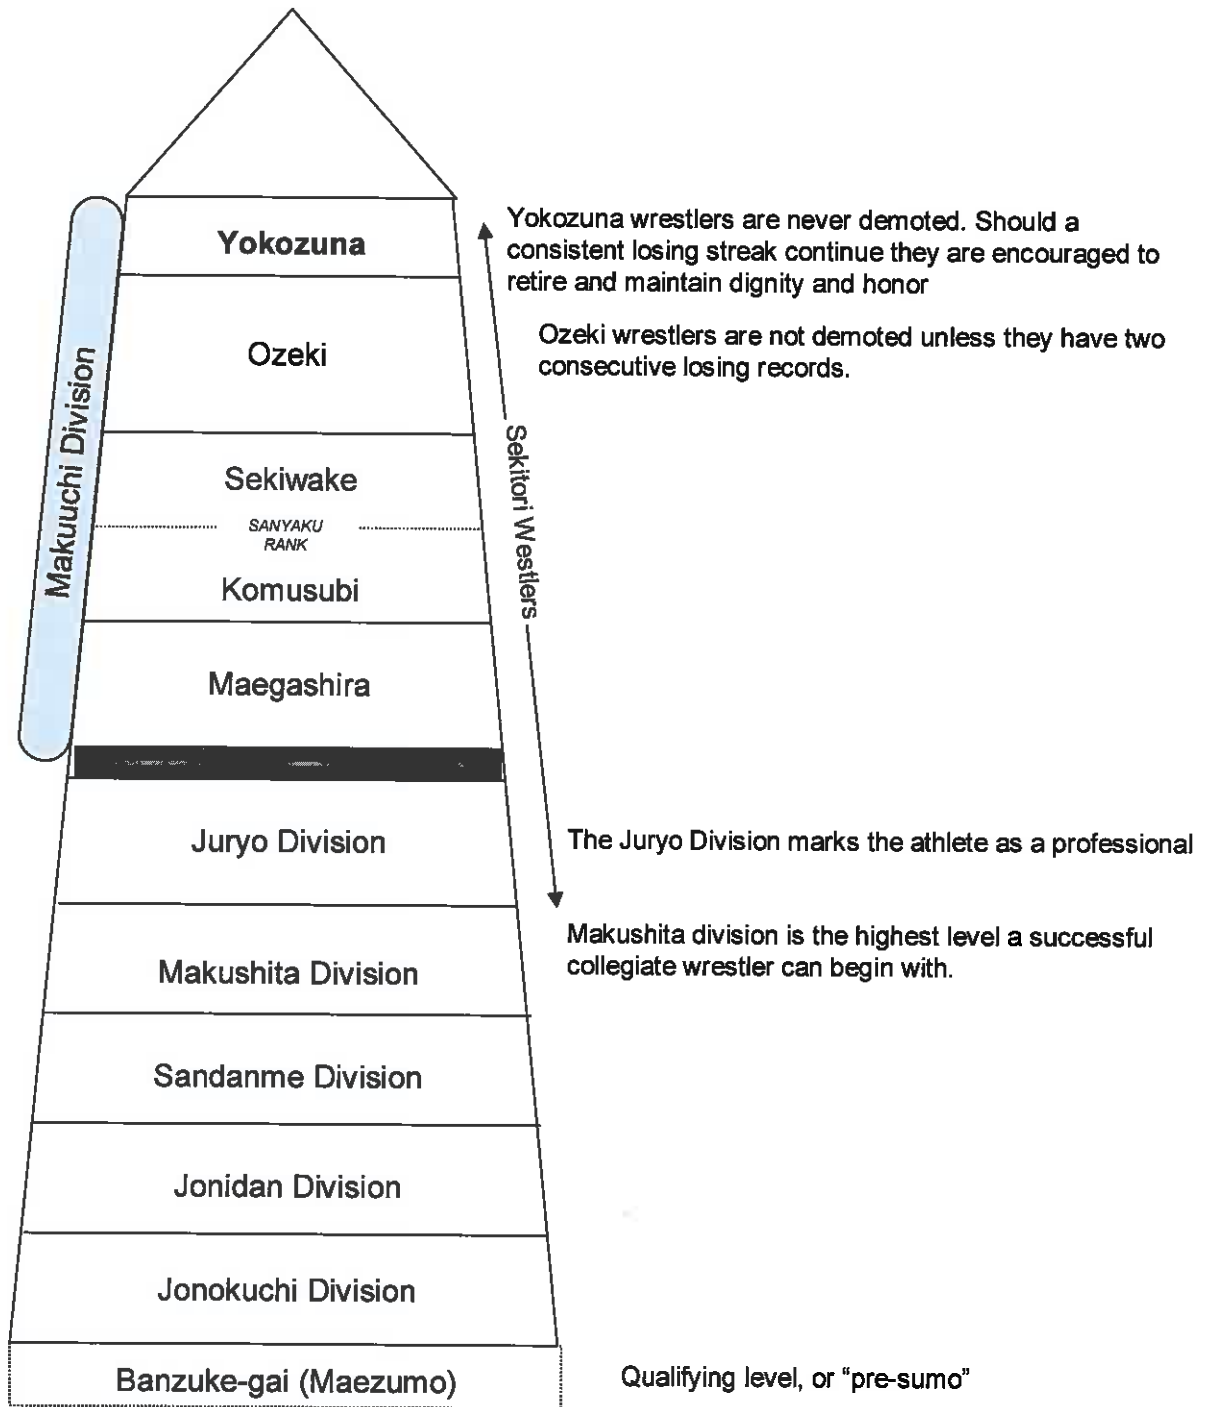 Yokozuna
Yokozuna wrestlers are never demoted. Should a
consistent losing streak continue they are encouraged to
retire and maintain dignity and honor
Ozeki
Ozeki wrestlers are not demoted unless they have two
consecutive losing records.
Makuuchi Division
Sekitori Westlers
Sekiwake
SANYAKU
RANK
Komusubi
Maegashira
Juryo Division
The Juryo Division marks the athlete as a professional
Makushita Division
Makushita division is the highest level a successful
collegiate wrestler can begin with.
Sandanme Division
Jonidan Division
Jonokuchi Division
Banzuke-gai (Maezumo)
Qualifying level, or “pre-sumo”